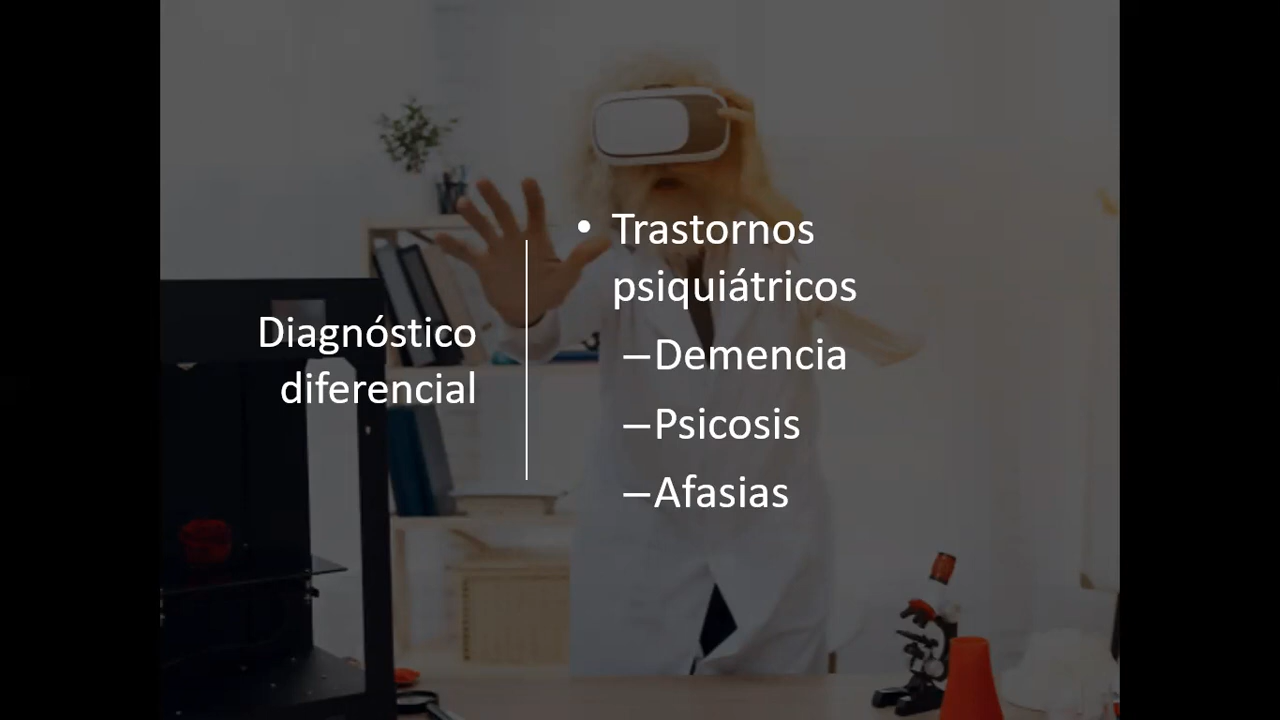 Diagnóstico
diferencial
• Trastornos
psiquiátricos
–Demencia
–Psicosis
–Afasias